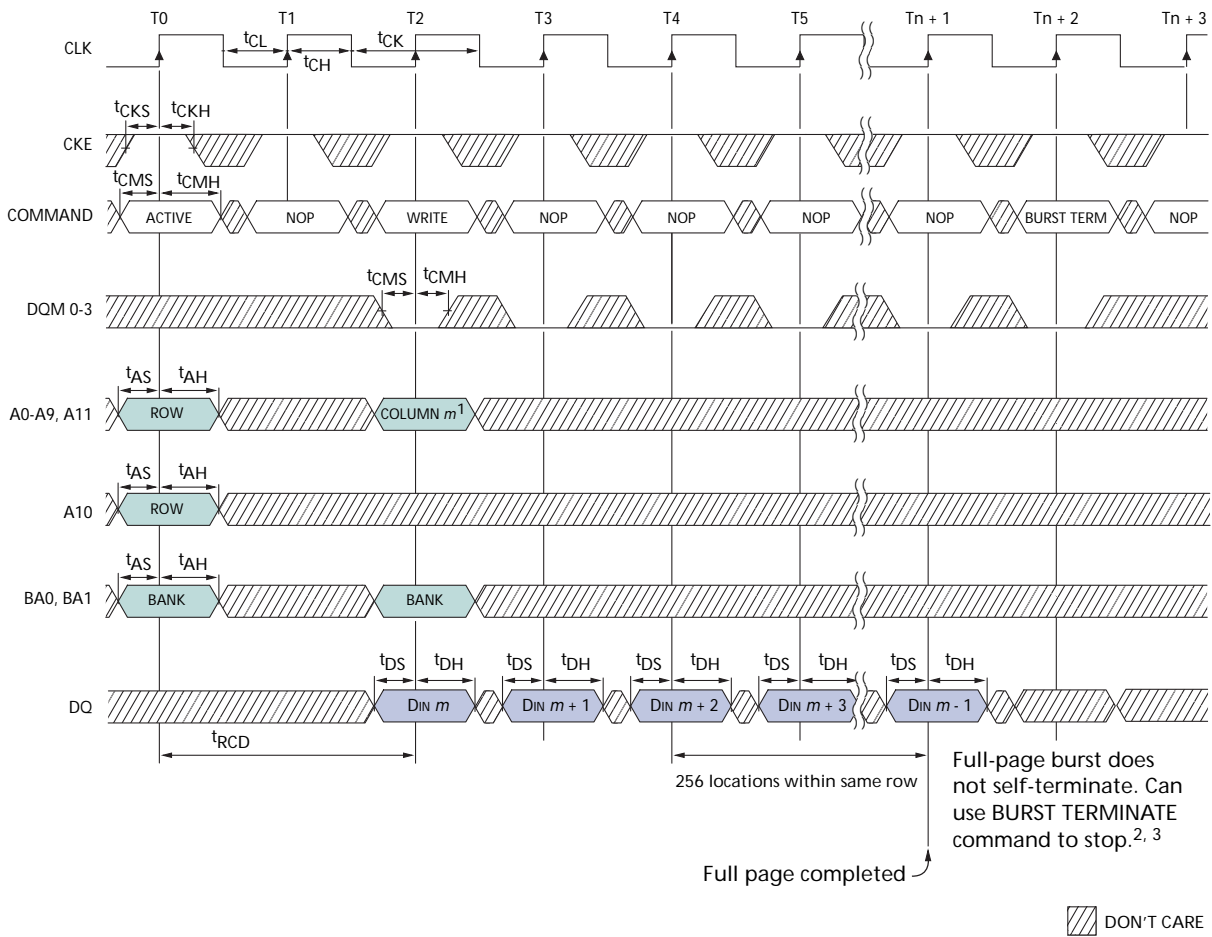 T0 T1 T2 T3 T4 T5 Tn + 1 Tn + 2 Tn + 3
CLK
tCL tCK
tCH
tCKS tCKH
CKE
tCMS tCMH
COMMAND ACTIVE NOP WRITE NOP NOP NOP NOP BURST TERM NOP
tCMS tCMH
DQM 0-3
tAS tAH
A0-A9, A11 ROW COLUMN m1
tAS tAH
A10 ROW
tAS tAH
BA0, BA1 BANK BANK
tDS tDH tDS tDH tDS tDH tDS tDH tDS tDH
DQ DIN m DIN m + 1 DIN m + 2 DIN m + 3 DIN m - 1
tRCD
256 locations within same row
Full-page burst does
not self-terminate. Can
use BURST TERMINATE
command to stop.2, 3
Full page completed
DON'T CARE